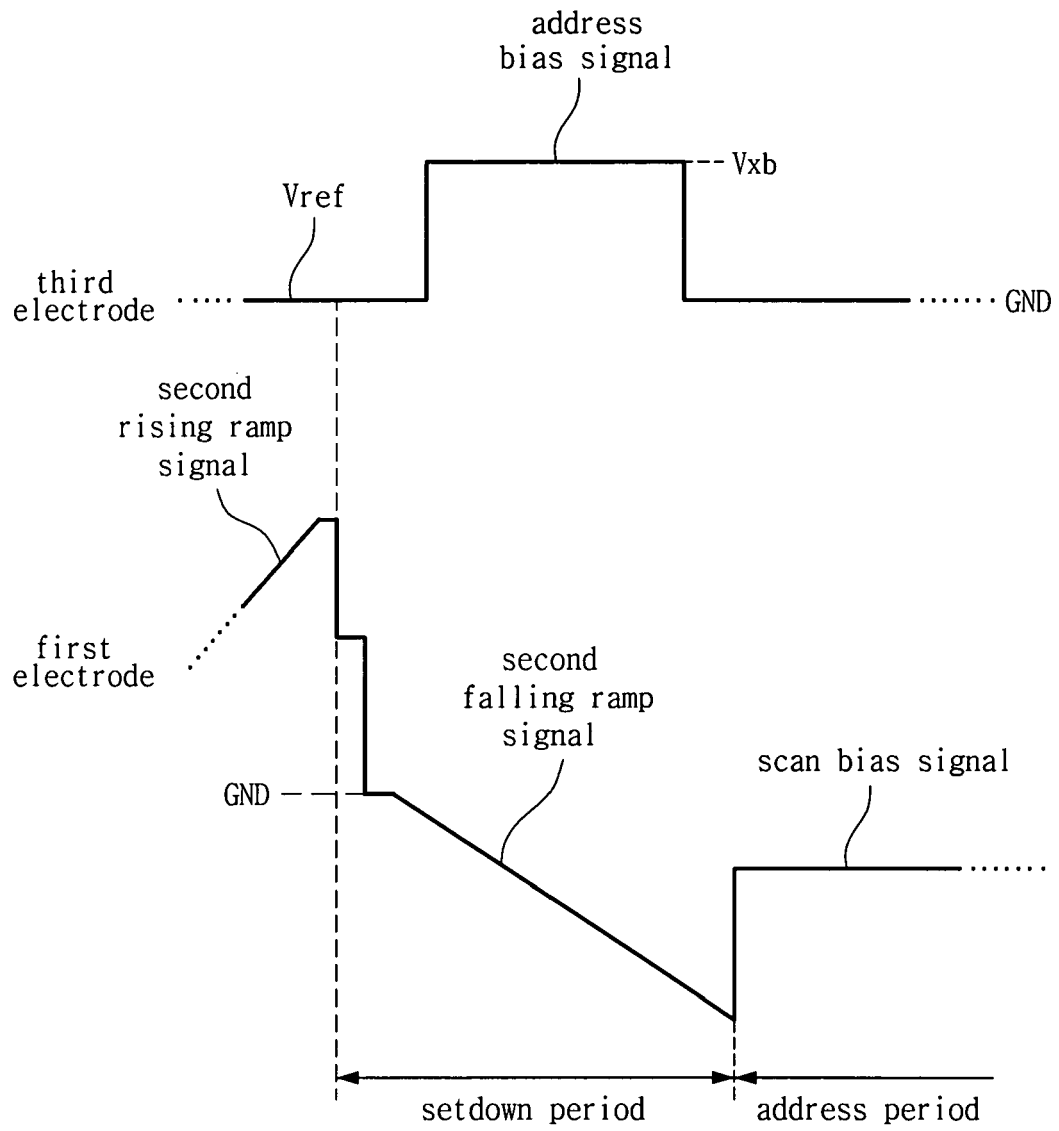 address
bias signal
Vxb
Vref
third
electrode
GND
second
rising ramp
signal
first
electrode
second
falling ramp
signal
scan bias signal
GND
setdown period
address period